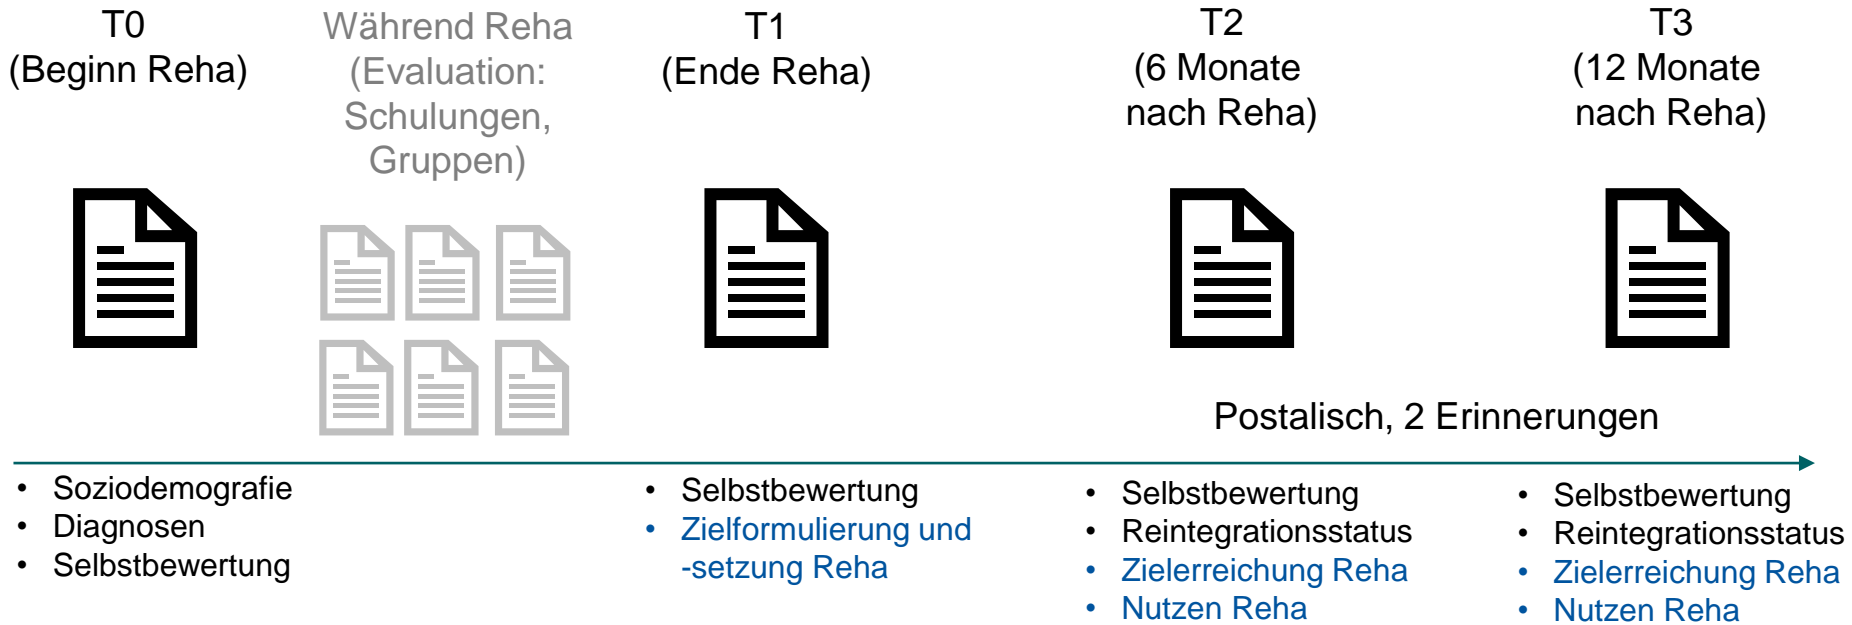 T0
(Beginn Reha)
Während Reha
(Evaluation:
Schulungen,
Gruppen)
T1
(Ende Reha)
T2
(6 Monate
nach Reha)
T3
(12 Monate
nach Reha)
Postalisch, 2 Erinnerungen
• Soziodemografie
• Diagnosen
• Selbstbewertung
• Selbstbewertung
• Zielformulierung und
-setzung Reha
• Selbstbewertung
• Reintegrationsstatus
• Zielerreichung Reha
• Nutzen Reha
• Selbstbewertung
• Reintegrationsstatus
• Zielerreichung Reha
• Nutzen Reha